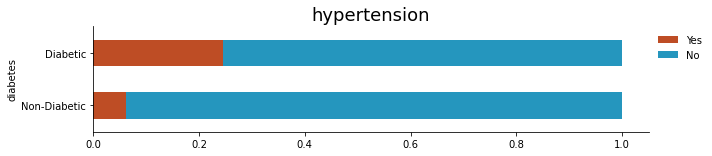 hypertension
Yes
No
diabetes
Diabetic
Non-Diabetic
0.0 0.2 0.4 0.6 0.8 1.0